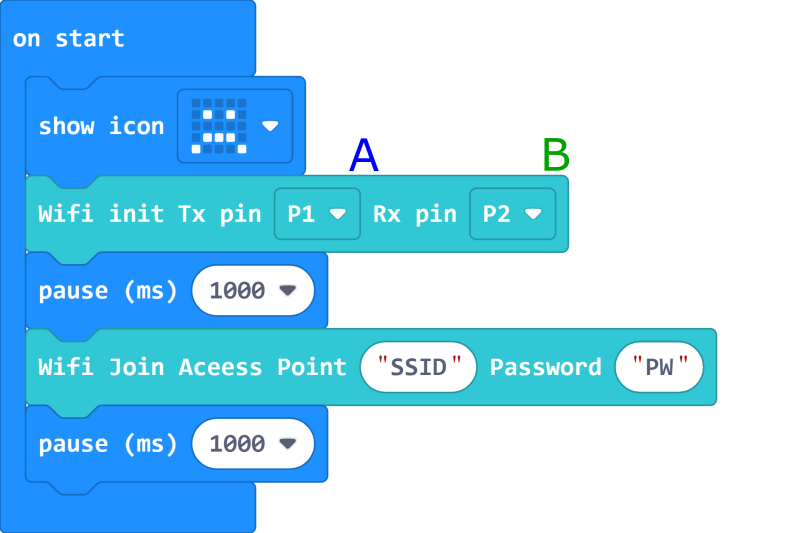 on start
show icon
A B
Wifi init Tx pin P1 Rx pin P2
pause (ms) 1000
Wifi Join Aceess Point "SSID" Password "PW"
pause (ms) 1000